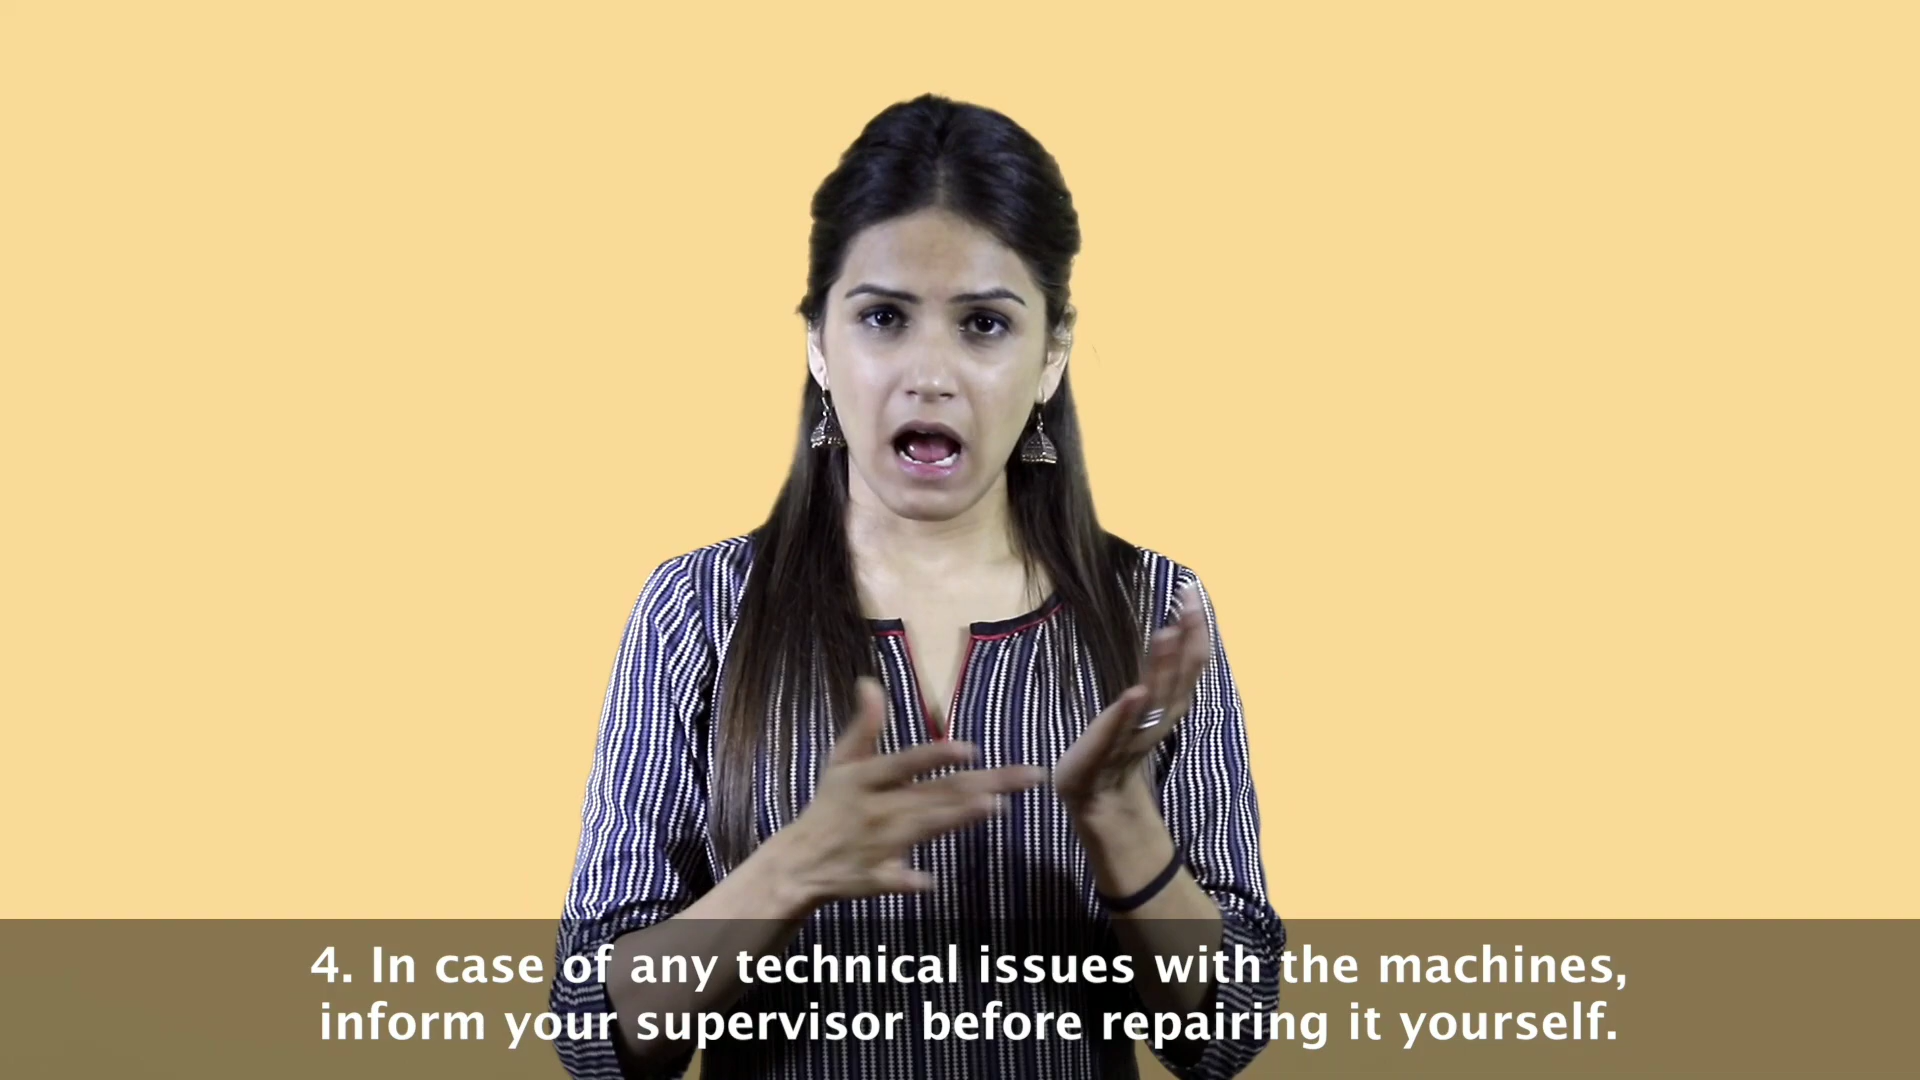 4. In case of any technical issues with the machines,
inform your supervisor before repairing it yourself.